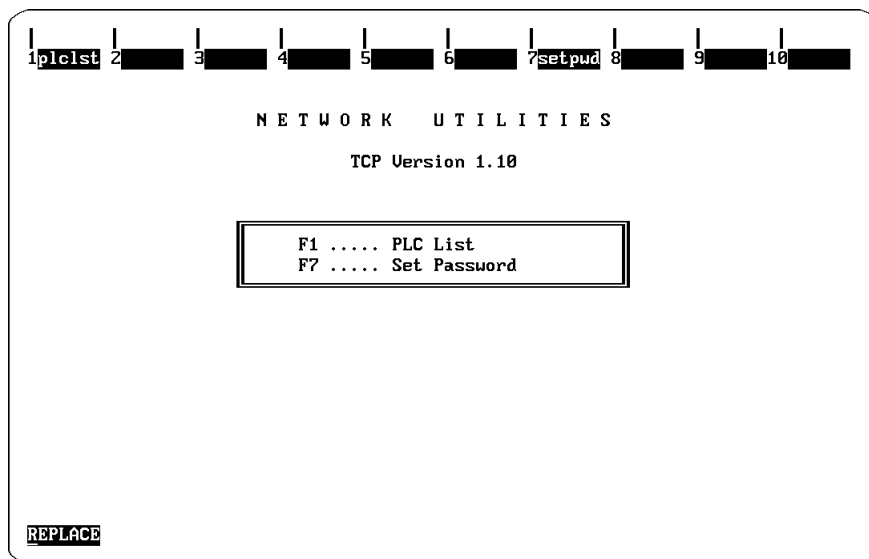 1plclst 2 3 4 5 6 7setpwd 8 9 10
N E T W O R K U T I L I T I E S
TCP Version 1.10
F1 ..... PLC List
F7 ..... Set Password
REPLACE